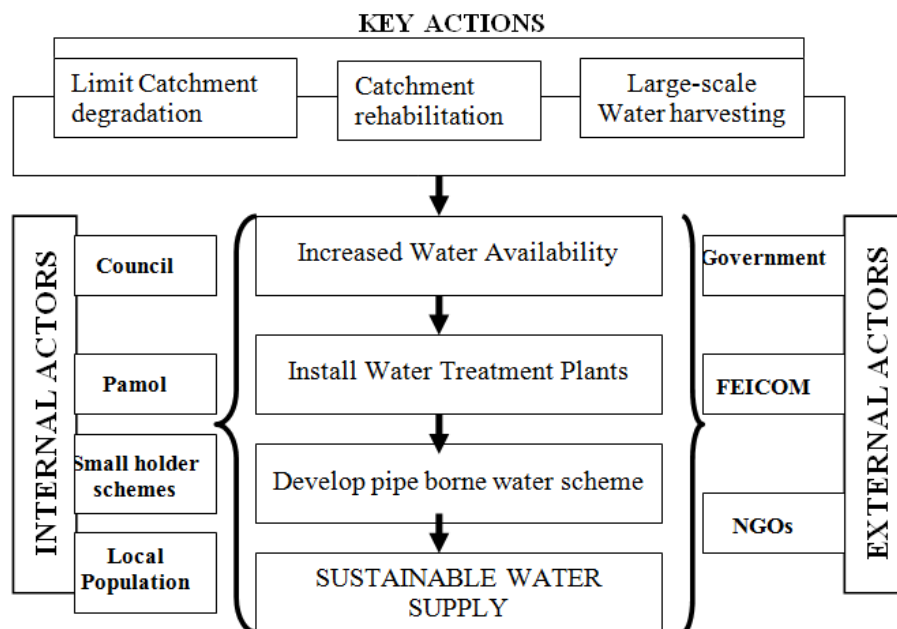 KEY ACTIONS
Limit Catchment
degradation
Catchment
rehabilitation
Large-scale
Water harvesting
INTERNAL ACTORS
Council
Pamol
Small holder
schemes
Local
Population
Increased Water Availability
Install Water Treatment Plants
Develop pipe borne water scheme
SUSTAINABLE WATER
SUPPLY
Government
FEICOM
NGOs
EXTERNAL ACTORS